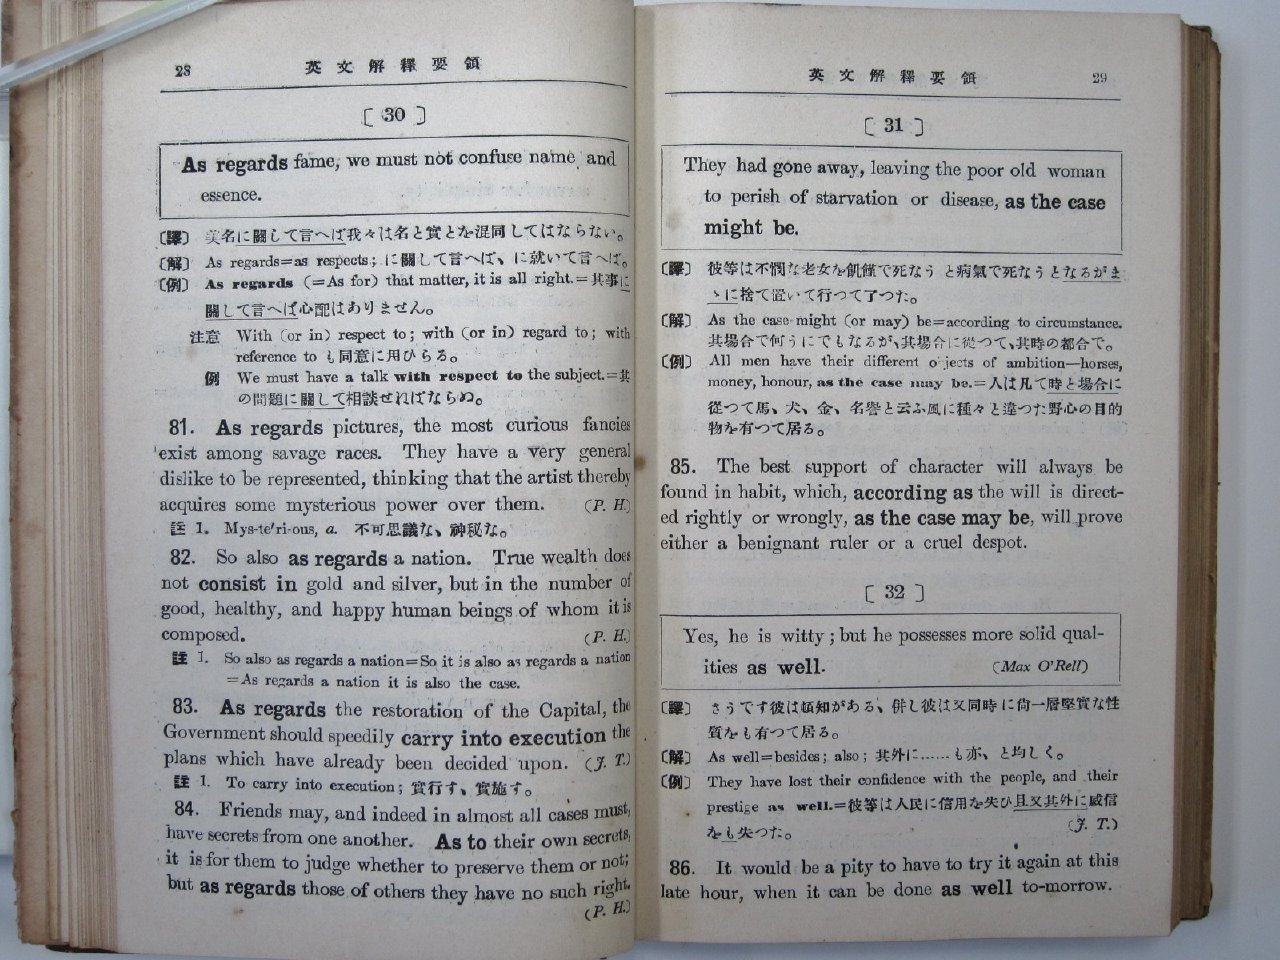 28 英文解釋要領
[ 30 ]
As regards fame, we must not confuse name and
essence.
〔譯〕 美名に關して言へば我々は名と實とを混同してはならない。
〔解〕 As regards=as respects; に關して言へば、に就いて言へば。
〔例〕 As regards (=As for) that matter, it is all right.=其事に
關して言へば心配はありません。
注意 With (or in) respect to; with (or in) regard to; with
reference to も同意に用ひらる。
例 We must have a talk with respect to the subject.=其
の問題に關して相談せねばならぬ。
81. As regards pictures, the most curious fancies
exist among savage races. They have a very general
dislike to be represented, thinking that the artist thereby
acquires some mysterious power over them. (P. H.)
註 1. Mys-te′ri-ous, a. 不可思議な、神秘な。
82. So also as regards a nation. True wealth does
not consist in gold and silver, but in the number of
good, healthy, and happy human beings of whom it is
composed. (P. H.)
註 1. So also as regards a nation=So it is also as regards a nation
=As regards a nation it is also the case.
83. As regards the restoration of the Capital, the
Government should speedily carry into execution the
plans which have already been decided upon. (J. T.)
註 1. To carry into execution; 實行す、實施す。
84. Friends may, and indeed in almost all cases must,
have secrets from one another. As to their own secrets,
it is for them to judge whether to preserve them or not;
but as regards those of others they have no such right.
(P. H.)
英文解釋要領 29
[ 31 ]
They had gone away, leaving the poor old woman
to perish of starvation or disease, as the case
might be.
〔譯〕 彼等は不憫な老女を飢饉で死なうと病氣で死なうとなるがま
ゝに捨て置いて行つて了つた。
〔解〕 As the case might (or may) be=according to circumstance.
其場合で何うにでもなるが、其場合に從つて、其時の都合で。
〔例〕 All men have their different objects of ambition—horses,
money, honour, as the case may be.=人は凡て時と場合に
從つて馬、犬、金、名譽と云ふ風に種々と違つた野心の目的
物を有つて居る。
85. The best support of character will always be
found in habit, which, according as the will is direct-
ed rightly or wrongly, as the case may be, will prove
either a benignant ruler or a cruel despot.
[ 32 ]
Yes, he is witty; but he possesses more solid qual-
ities as well. (Max O'Rell)
〔譯〕 さうです彼は頓知がある、併し彼は又同時に尙一層堅實な性
質をも有つて居る。
〔解〕 As well=besides; also; 其外に……も亦、と均しく。
〔例〕 They have lost their confidence with the people, and their
prestige as well.=彼等は人民に信用を失ひ且又其外に威信
をも失つた。 (J. T.)
86. It would be a pity to have to try it again at this
late hour, when it can be done as well to-morrow.